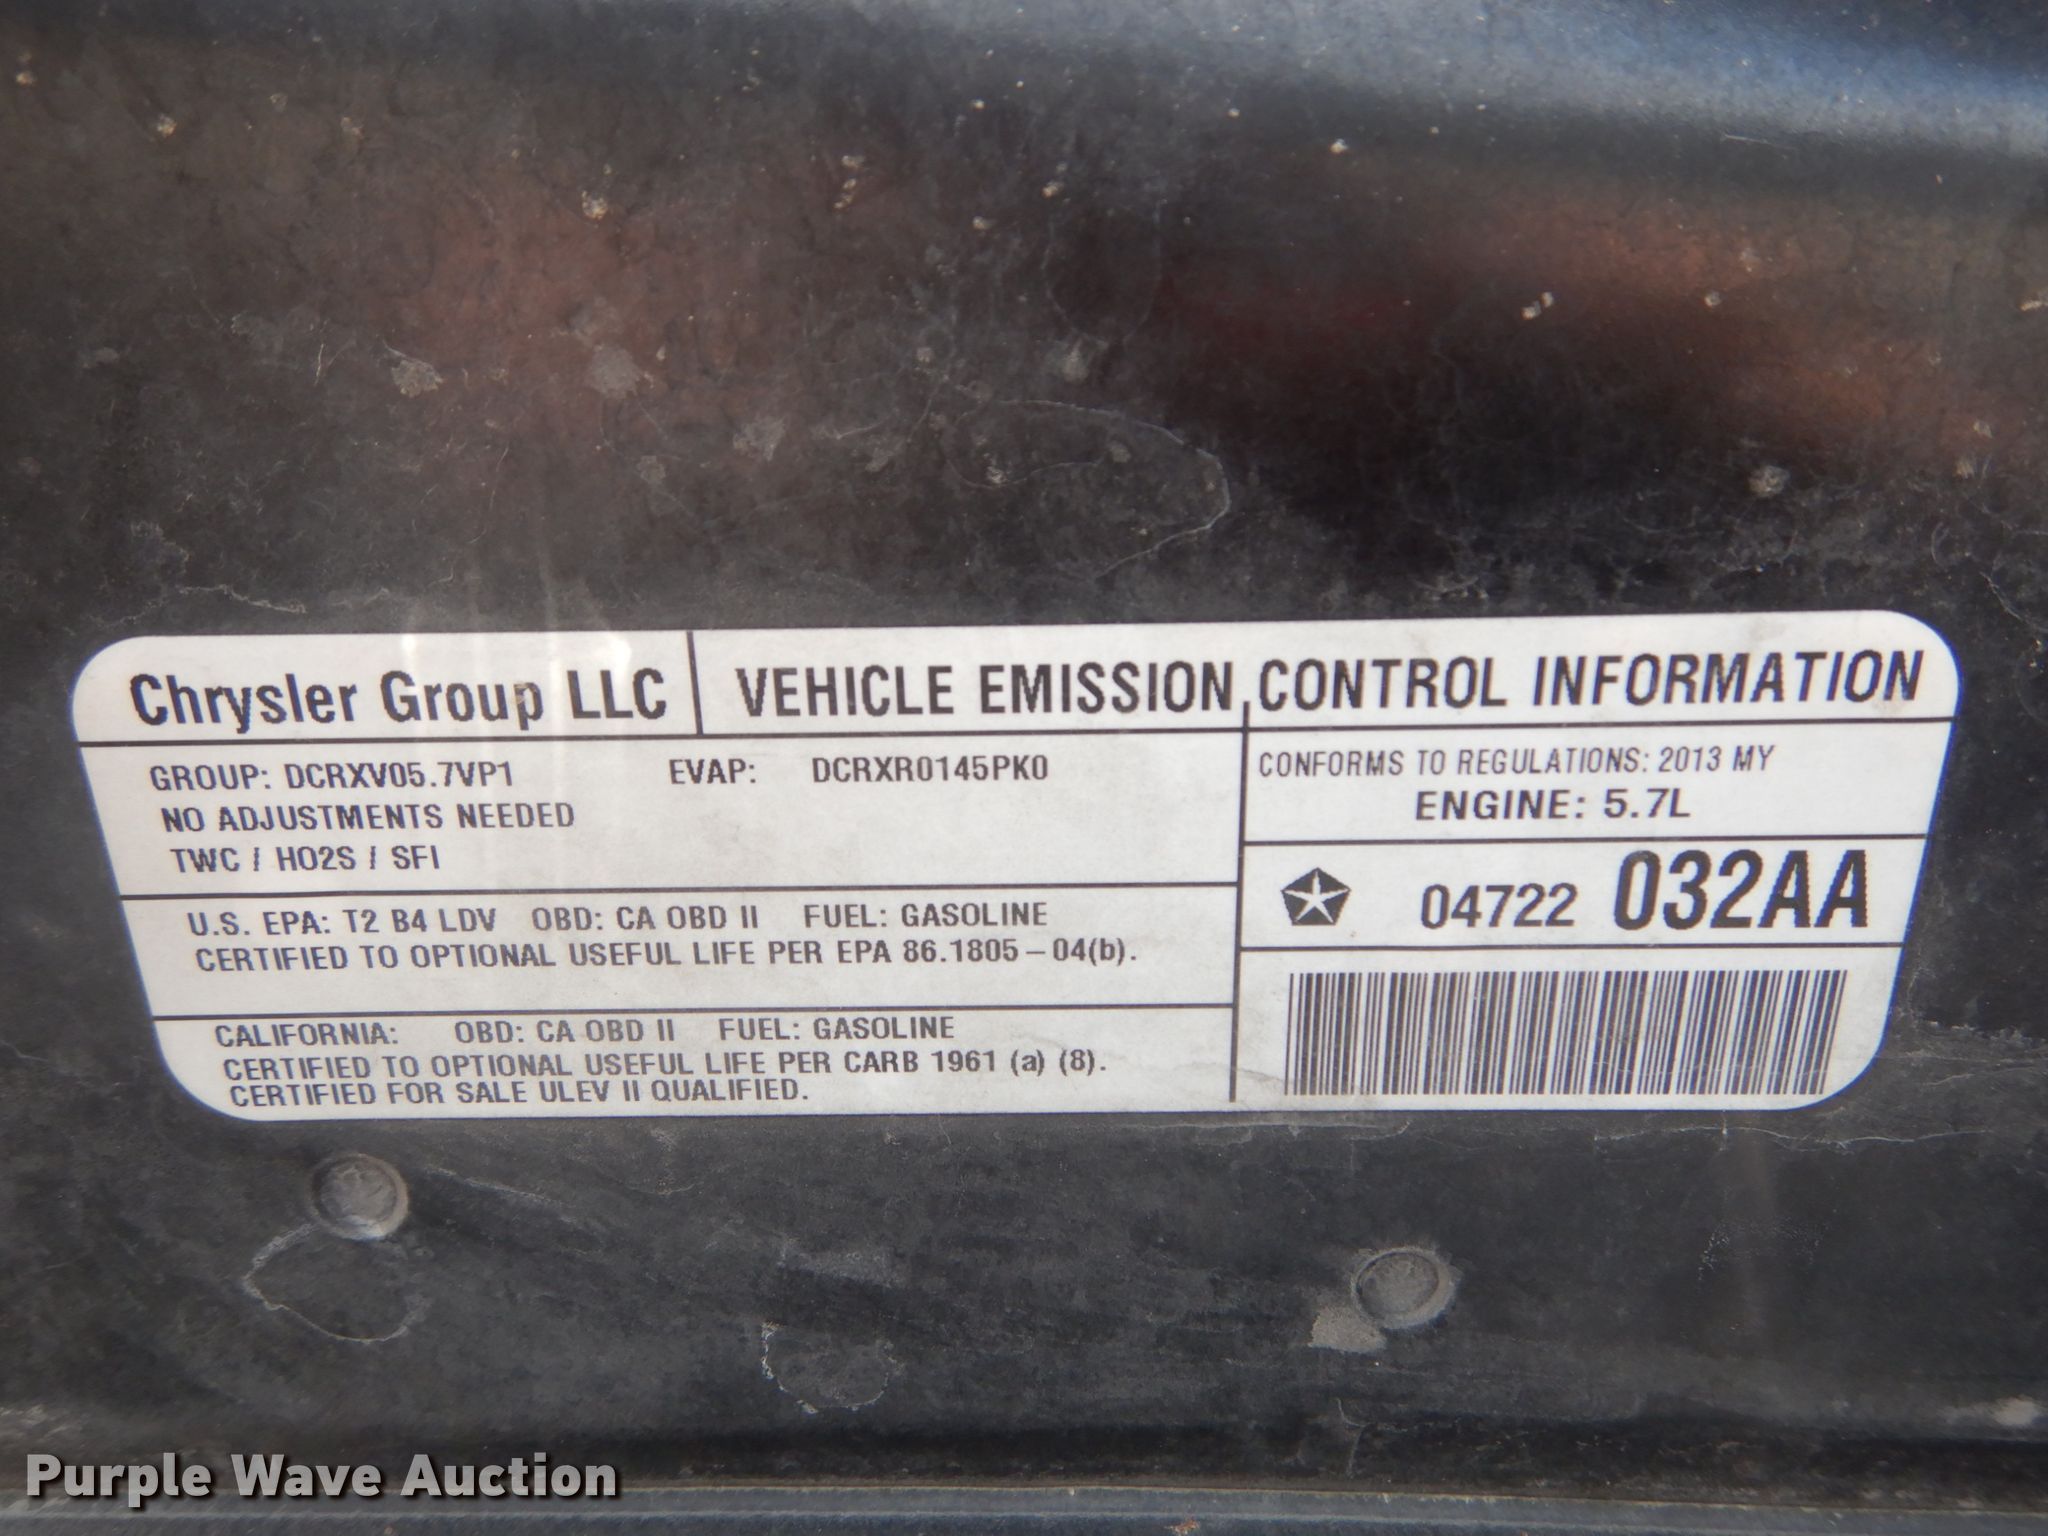 Chrysler Group LLC
VEHICLE EMISSION CONTROL INFORMATION
GROUP: DCRXV05.7VP1 EVAP: DCRXR0145PK0
NO ADJUSTMENTS NEEDED
TWC / HO2S / SFI
CONFORMS TO REGULATIONS: 2013 MY
ENGINE: 5.7L
04722 032AA
U.S. EPA: T2 B4 LDV OBD: CA OBD II FUEL: GASOLINE
CERTIFIED TO OPTIONAL USEFUL LIFE PER EPA 86.1805-04(b).
CALIFORNIA: OBD: CA OBD II FUEL: GASOLINE
CERTIFIED TO OPTIONAL USEFUL LIFE PER CARB 1961 (a) (8).
CERTIFIED FOR SALE ULEV II QUALIFIED.
Purple Wave Auction